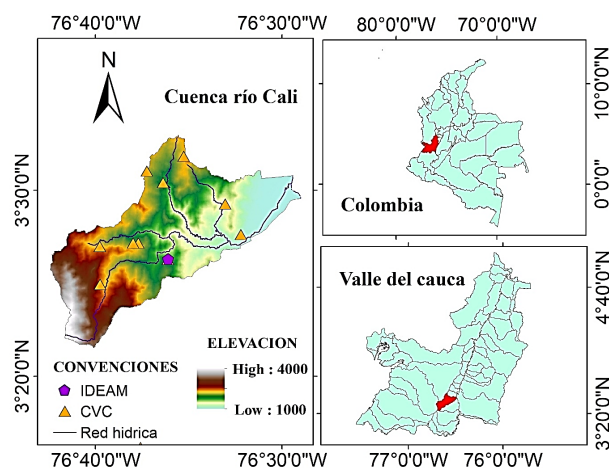 76°40'0"W 76°30'0"W
Cuenca río Cali
3°30'0"N
3°20'0"N
CONVENCIONES
IDEAM
CVC
Red hidrica
ELEVACION
High : 4000
Low : 1000
76°40'0"W 76°30'0"W
80°0'0"W 70°0'0"W
10°0'0"N
0°0'0"
Colombia
Valle del cauca
4°40'0"N
3°20'0"N
77°0'0"W 76°0'0"W